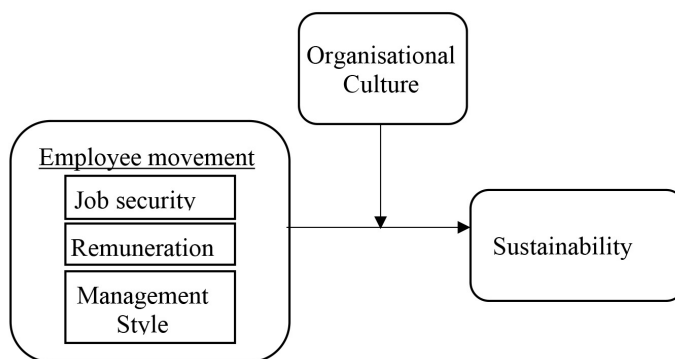 Organisational
Culture
Employee movement
Job security
Remuneration
Management
Style
Sustainability